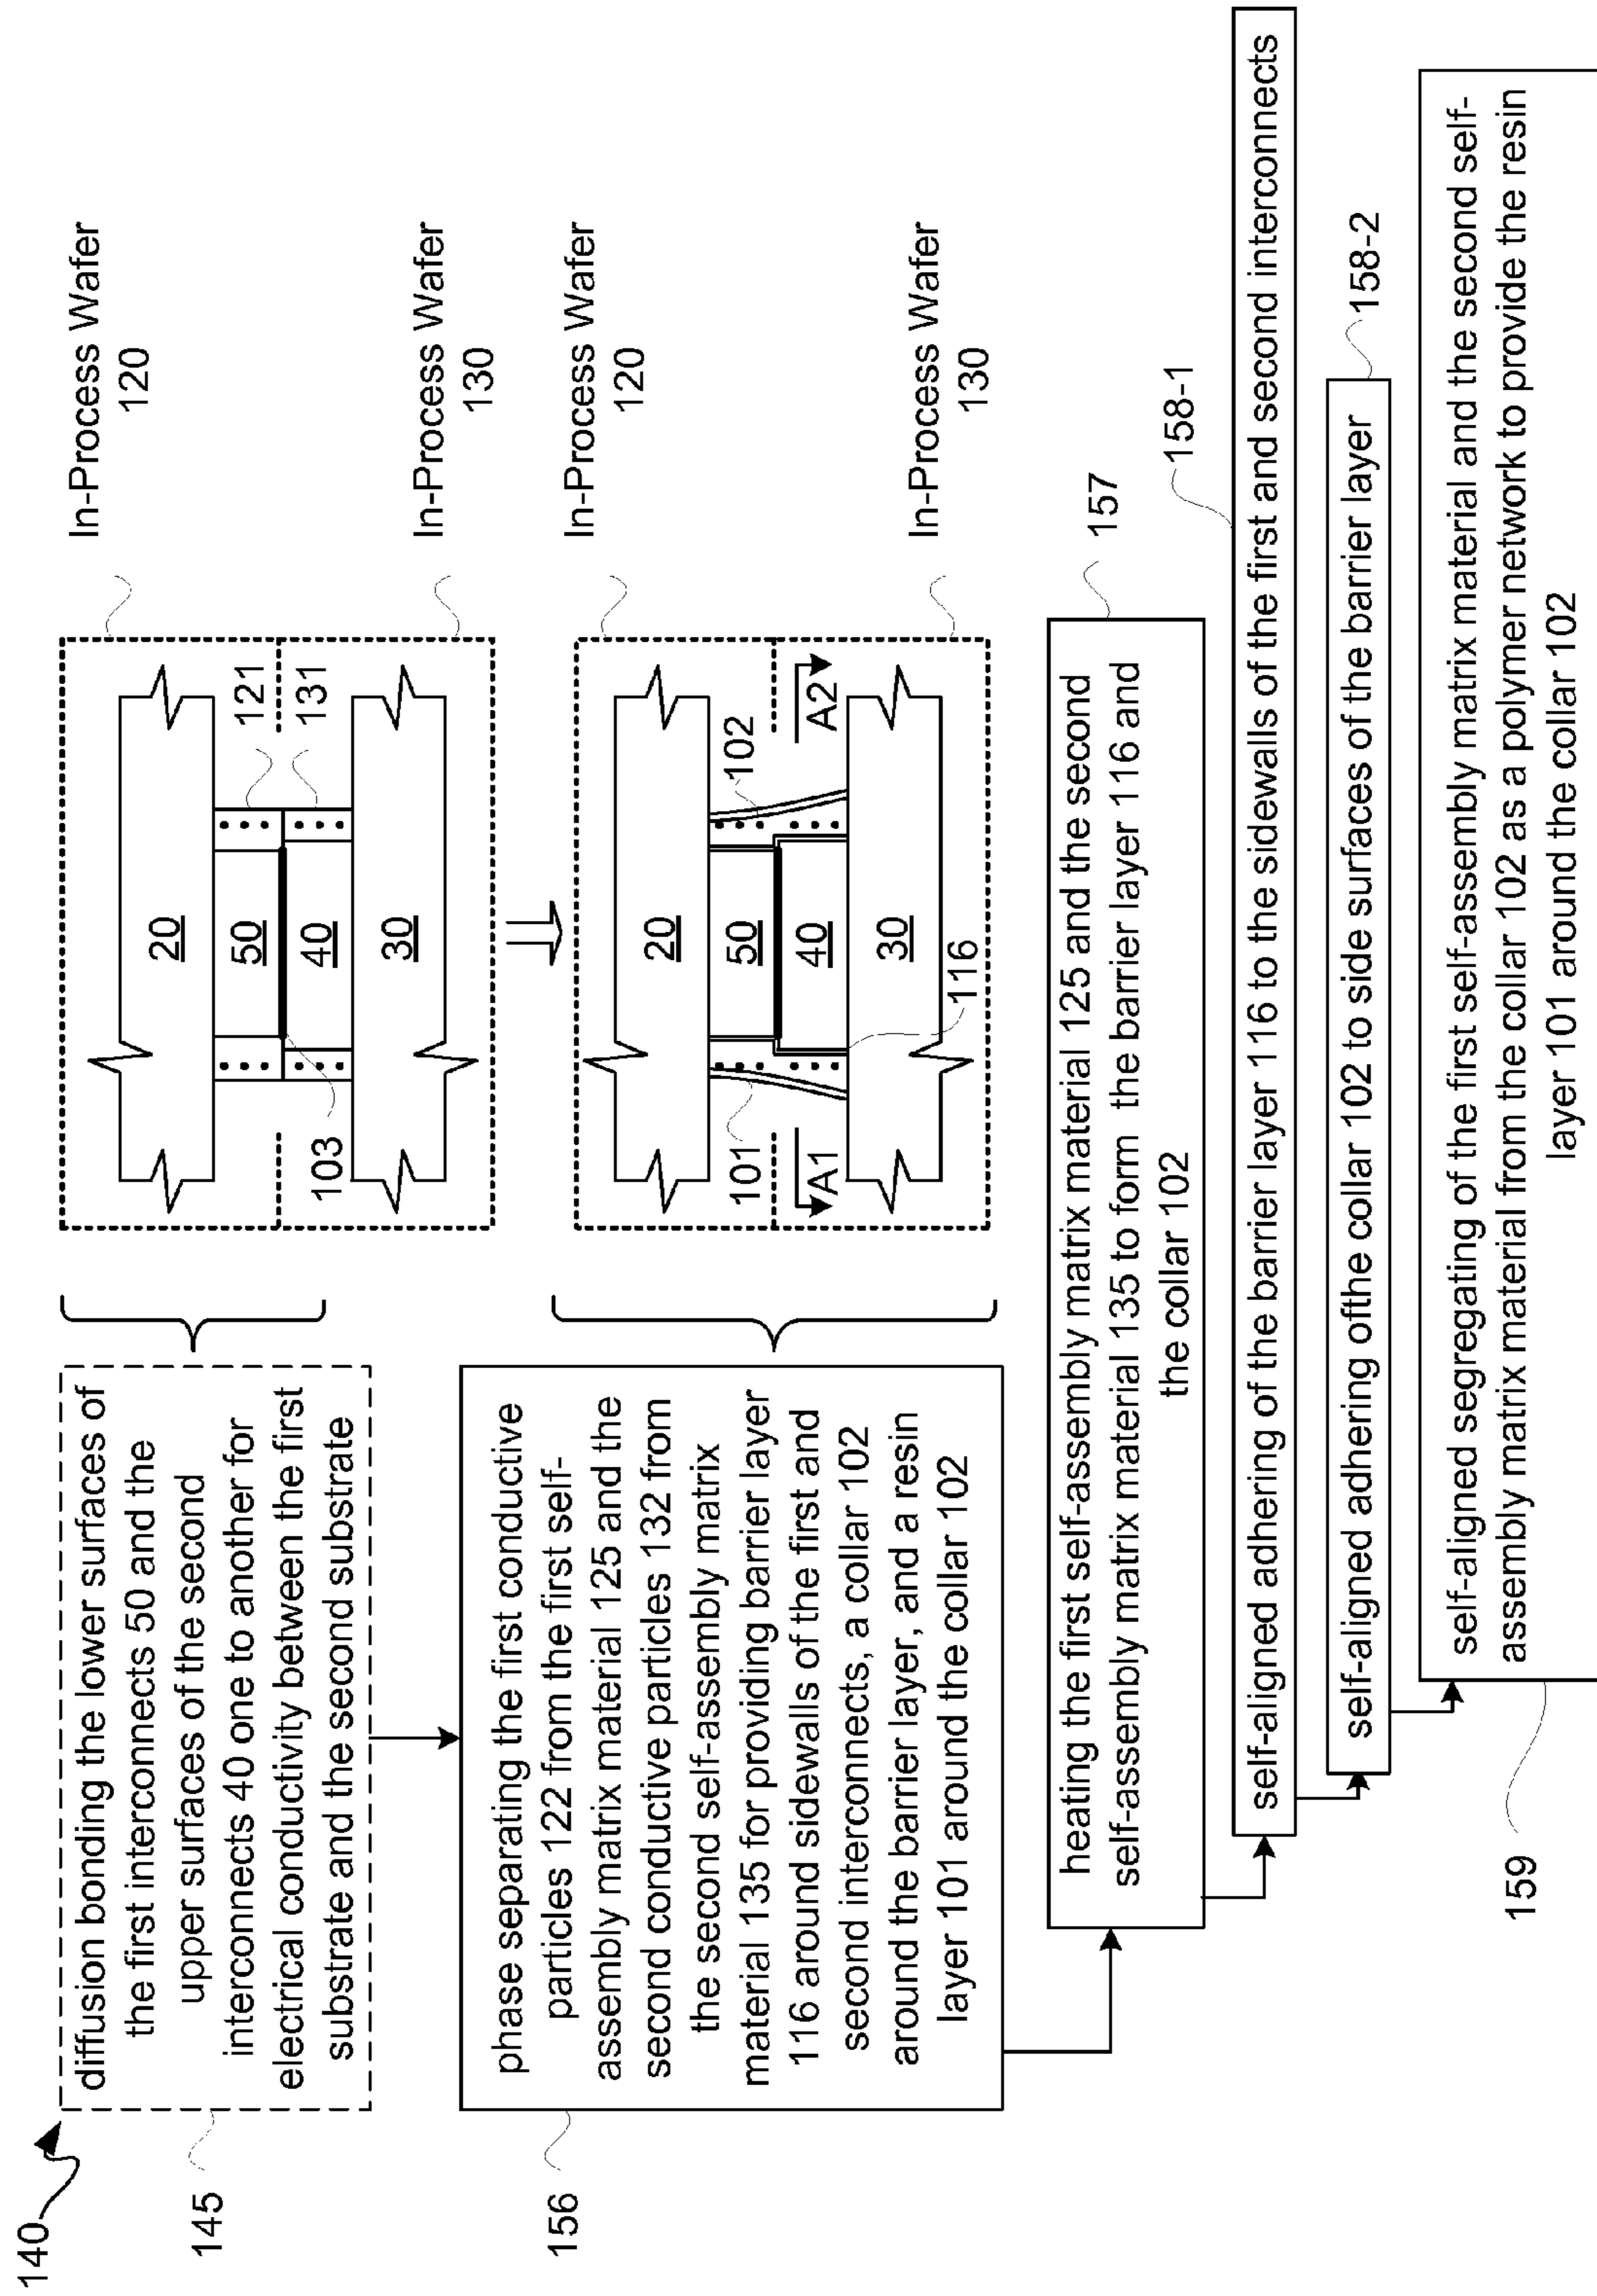 140
145
diffusion bonding the lower surfaces of
the first interconnects 50 and the
upper surfaces of the second
interconnects 40 one to another for
electrical conductivity between the first
substrate and the second substrate
20
50
40
30
103
121
131
In-Process Wafer
120
In-Process Wafer
130
156
phase separating the first conductive
particles 122 from the first self-
assembly matrix material 125 and the
second conductive particles 132 from
the second self-assembly matrix
material 135 for providing barrier layer
116 around sidewalls of the first and
second interconnects, a collar 102
around the barrier layer, and a resin
layer 101 around the collar 102
20
50
40
30
101
A1
102
A2
116
In-Process Wafer
120
In-Process Wafer
130
157
heating the first self-assembly matrix material 125 and the second
self-assembly matrix material 135 to form the barrier layer 116 and
the collar 102
158-1
self-aligned adhering of the barrier layer 116 to the sidewalls of the first and second interconnects
158-2
self-aligned adhering ofthe collar 102 to side surfaces of the barrier layer
159
self-aligned segregating of the first self-assembly matrix material and the second self-
assembly matrix material from the collar 102 as a polymer network to provide the resin
layer 101 around the collar 102